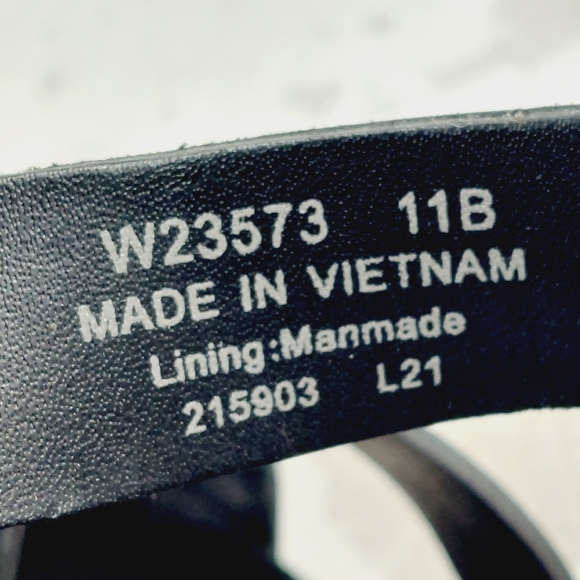 W23573 11B
MADE IN VIETNAM
Lining:Manmade
215903 L21